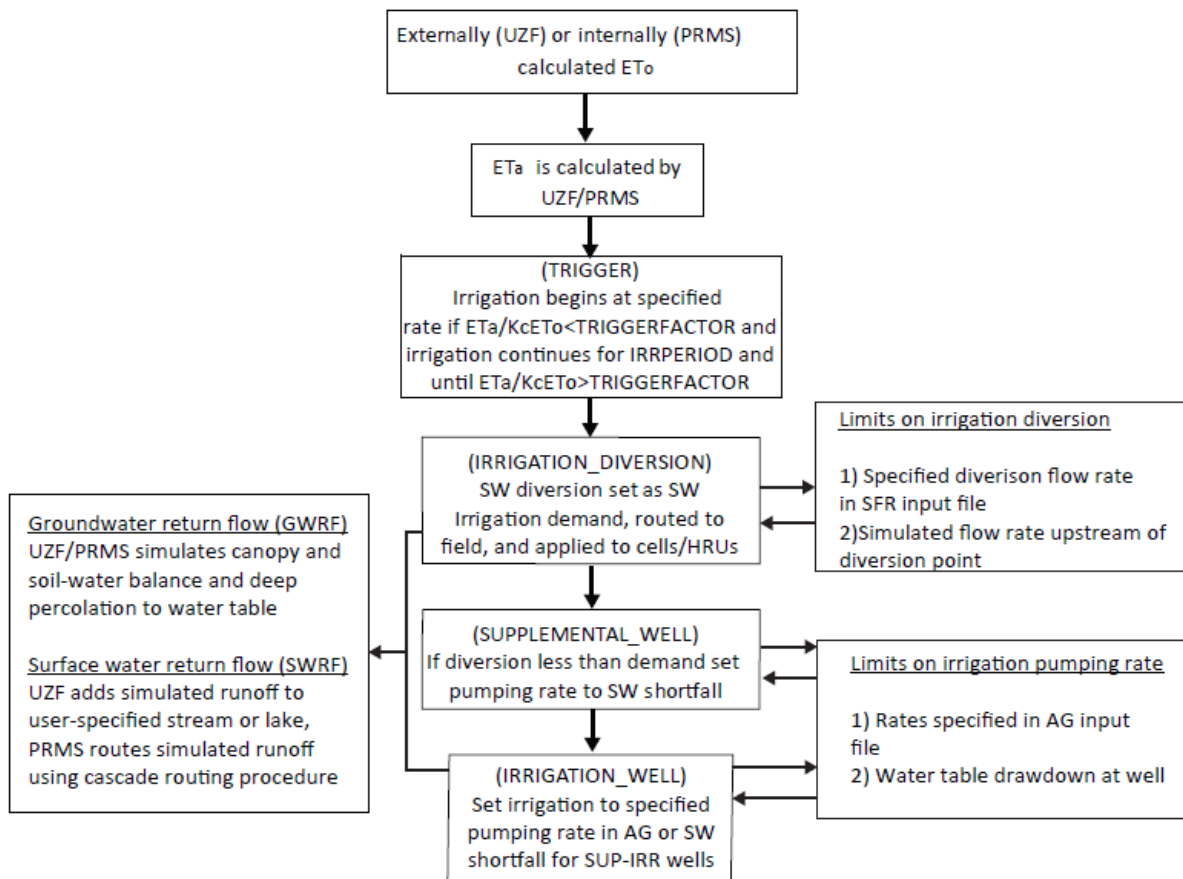 Externally (UZF) or internally (PRMS)
calculated ETo
ETa is calculated by
UZF/PRMS
(TRIGGER)
Irrigation begins at specified
rate if ETa/KcETo<TRIGGERFACTOR and
irrigation continues for IRRPERIOD and
until ETa/KcETo>TRIGGERFACTOR
(IRRIGATION_DIVERSION)
SW diversion set as SW
Irrigation demand, routed to
field, and applied to cells/HRUs
Limits on irrigation diversion
1) Specified diverison flow rate
in SFR input file
2)Simulated flow rate upstream of
diversion point
Groundwater return flow (GWRF)
UZF/PRMS simulates canopy and
soil-water balance and deep
percolation to water table
Surface water return flow (SWRF)
UZF adds simulated runoff to
user-specified stream or lake,
PRMS routes simulated runoff
using cascade routing procedure
(SUPPLEMENTAL_WELL)
If diversion less than demand set
pumping rate to SW shortfall
Limits on irrigation pumping rate
1) Rates specified in AG input
file
2) Water table drawdown at well
(IRRIGATION_WELL)
Set irrigation to specified
pumping rate in AG or SW
shortfall for SUP-IRR wells